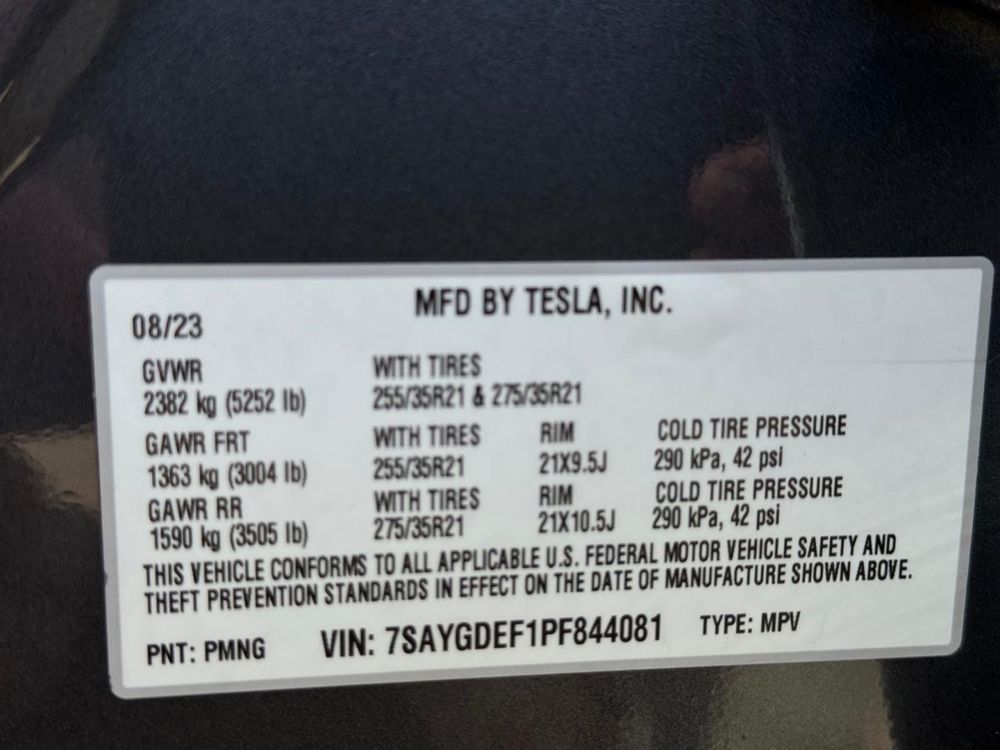 MFD BY TESLA, INC.
08/23
GVWR WITH TIRES
2382 kg (5252 lb) 255/35R21 & 275/35R21
GAWR FRT WITH TIRES RIM COLD TIRE PRESSURE
1363 kg (3004 lb) 255/35R21 21X9.5J 290 kPa, 42 psi
GAWR RR WITH TIRES RIM COLD TIRE PRESSURE
1590 kg (3505 lb) 275/35R21 21X10.5J 290 kPa, 42 psi
THIS VEHICLE CONFORMS TO ALL APPLICABLE U.S. FEDERAL MOTOR VEHICLE SAFETY AND
THEFT PREVENTION STANDARDS IN EFFECT ON THE DATE OF MANUFACTURE SHOWN ABOVE.
PNT: PMNG VIN: 7SAYGDEF1PF844081 TYPE: MPV